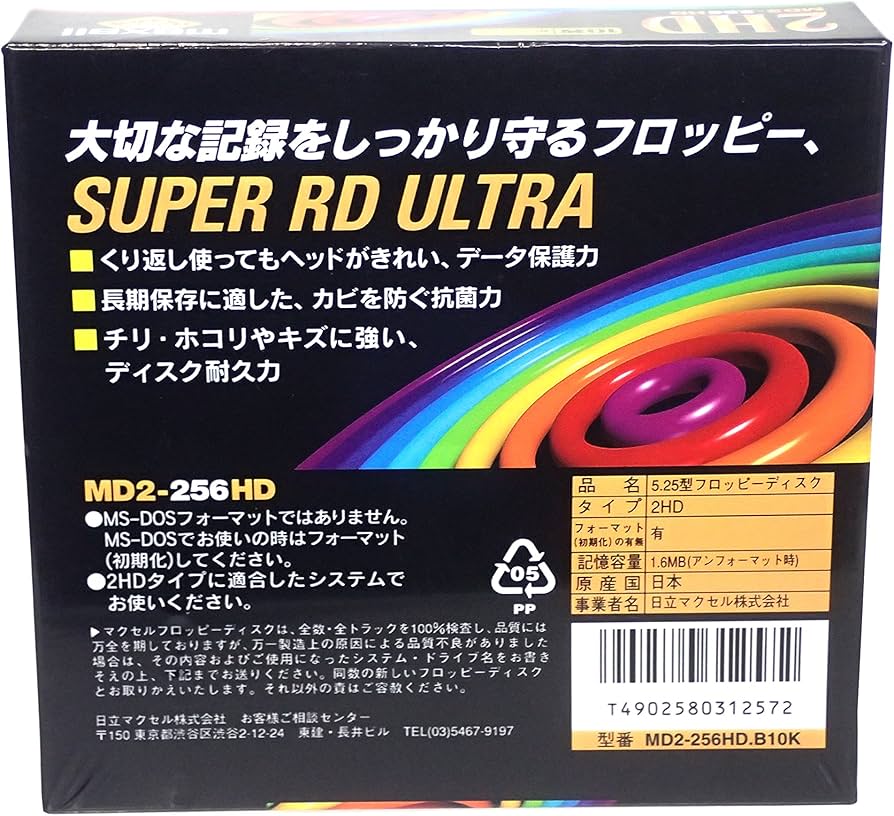 maxell
10枚
2HD
MD2-256HD
大切な記録をしっかり守るフロッピー、
SUPER RD ULTRA
■くり返し使ってもヘッドがきれい、データ保護力
■長期保存に適した、カビを防ぐ抗菌力
■チリ・ホコリやキズに強い、
ディスク耐久力
MD2-256HD
●MS-DOSフォーマットではありません。
MS-DOSでお使いの時はフォーマット
(初期化)してください。
●2HDタイプに適合したシステムで
お使いください。
05
PP
品名 5.25型フロッピーディスク
タイプ 2HD
フォーマット(初期化)の有無 有
記憶容量 1.6MB(アンフォーマット時)
原産国 日本
事業者名 日立マクセル株式会社
▶マクセルフロッピーディスクは、全数・全トラックを100%検査し、品質には
万全を期しておりますが、万一製造上の原因による品質不良がありました
場合は、その内容およびご使用になったシステム・ドライブ名をお書き
そえの上、下記までお送りください。同数の新しいフロッピーディスク
とお取りかえいたします。それ以外の責はご容赦ください。
日立マクセル株式会社 お客様ご相談センター
〒150 東京都渋谷区渋谷2-12-24 東建・長井ビル TEL(03)5467-9197
T4902580312572
型番 MD2-256HD.B10K